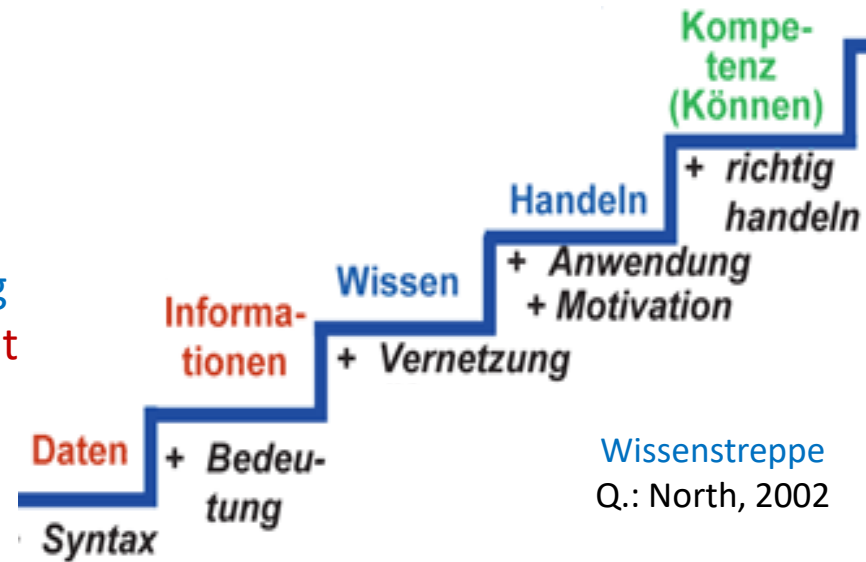 Kompe-
tenz
(Können)
+ richtig
handeln
Handeln
+ Anwendung
+ Motivation
Wissen
+ Vernetzung
Informa-
tionen
+ Bedeu-
tung
Daten
Syntax
g
t
Wissenstreppe
Q.: North, 2002